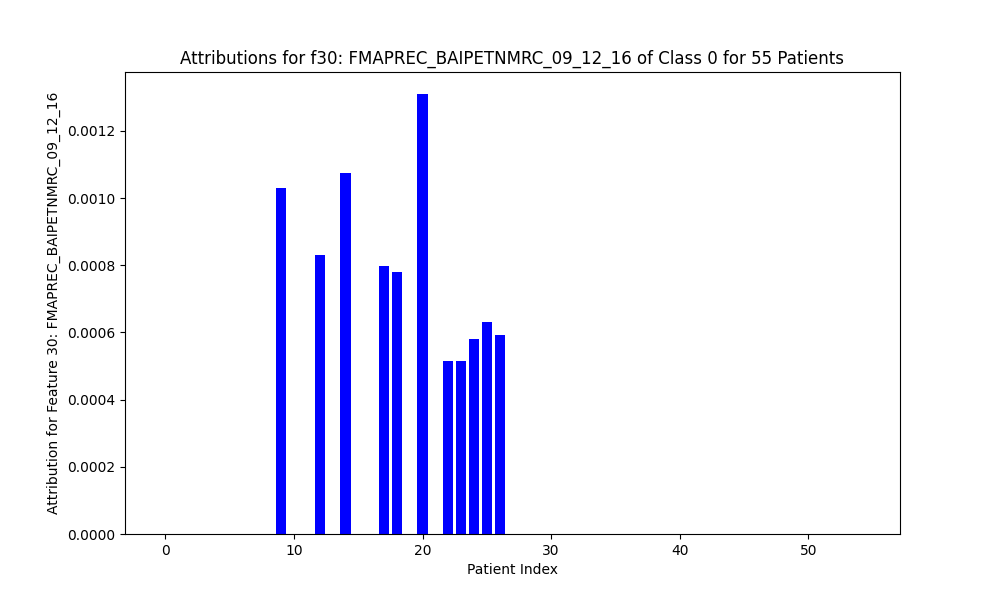 Attributions for f30: FMAPREC_BAIPETNMRC_09_12_16 of Class 0 for 55 Patients
Attribution for Feature 30: FMAPREC_BAIPETNMRC_09_12_16
0.0012
0.0010
0.0008
0.0006
0.0004
0.0002
0.0000
0 10 20 30 40 50
Patient Index